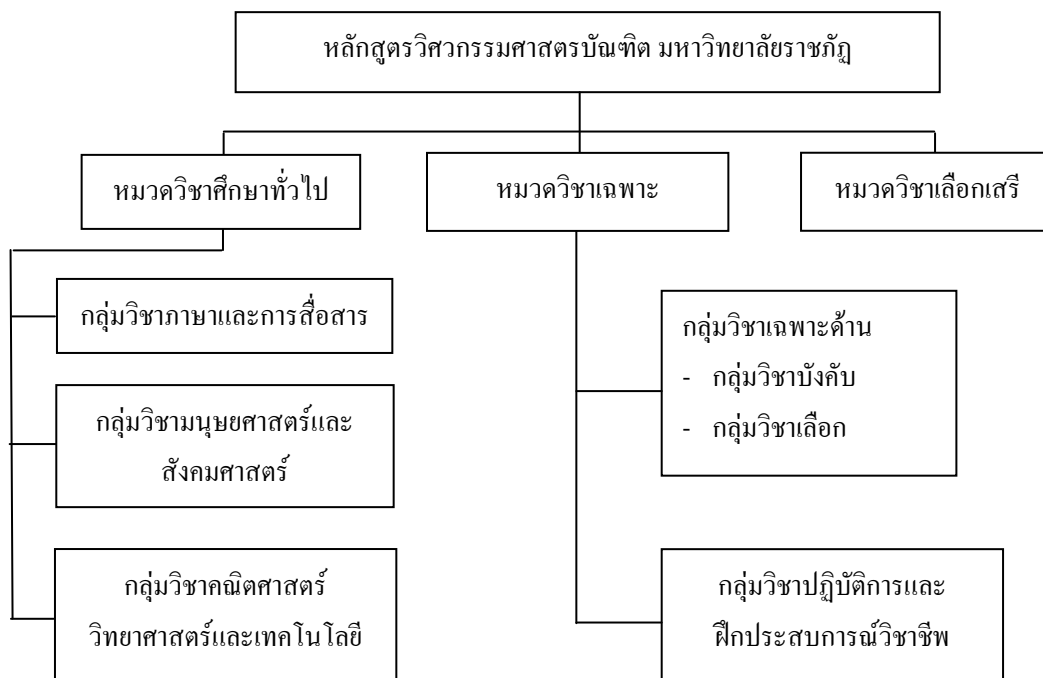 หลักสูตรวิศวกรรมศาสตรบัณฑิต มหาวิทยาลัยราชภัฏ
หมวดวิชาศึกษาทั่วไป
หมวดวิชาเฉพาะ
หมวดวิชาเลือกเสรี
กลุ่มวิชาภาษาและการสื่อสาร
กลุ่มวิชามนุษยศาสตร์และ
สังคมศาสตร์
กลุ่มวิชาคณิตศาสตร์
วิทยาศาสตร์และเทคโนโลยี
กลุ่มวิชาเฉพาะด้าน
- กลุ่มวิชาบังคับ
- กลุ่มวิชาเลือก
กลุ่มวิชาปฏิบัติการและ
ฝึกประสบการณ์วิชาชีพ